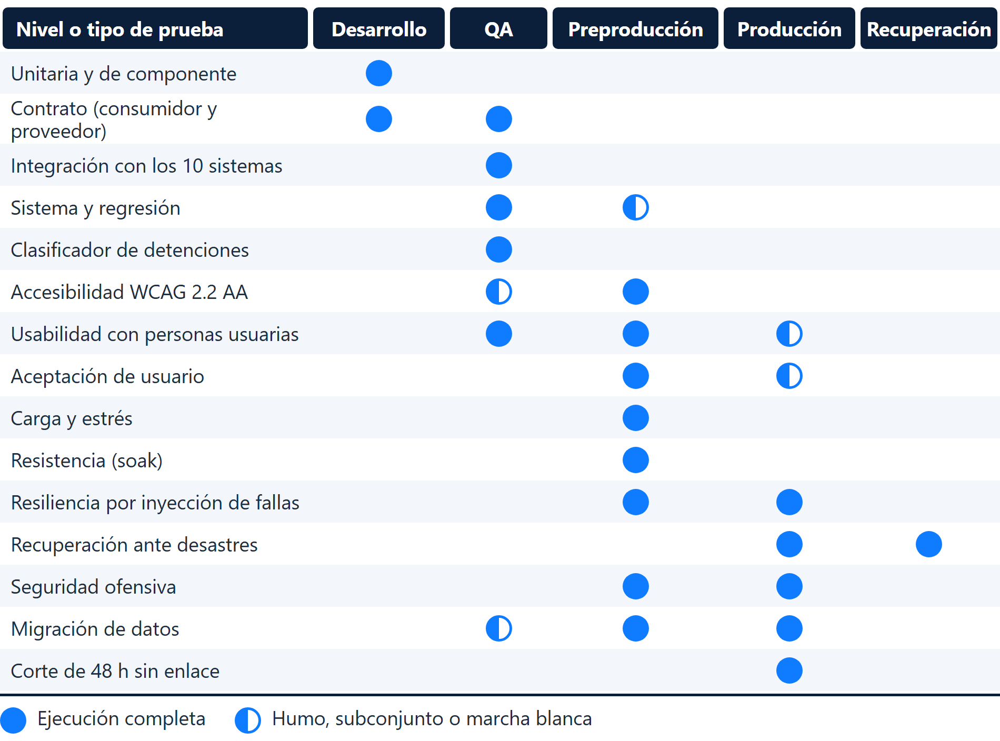 Nivel o tipo de prueba Desarrollo QA Preproducción Producción Recuperación
Unitaria y de componente
Contrato (consumidor y
proveedor)
Integración con los 10 sistemas
Sistema y regresión
Clasificador de detenciones
Accesibilidad WCAG 2.2 AA
Usabilidad con personas usuarias
Aceptación de usuario
Carga y estrés
Resistencia (soak)
Resiliencia por inyección de fallas
Recuperación ante desastres
Seguridad ofensiva
Migración de datos
Corte de 48 h sin enlace
Ejecución completa Humo, subconjunto o marcha blanca